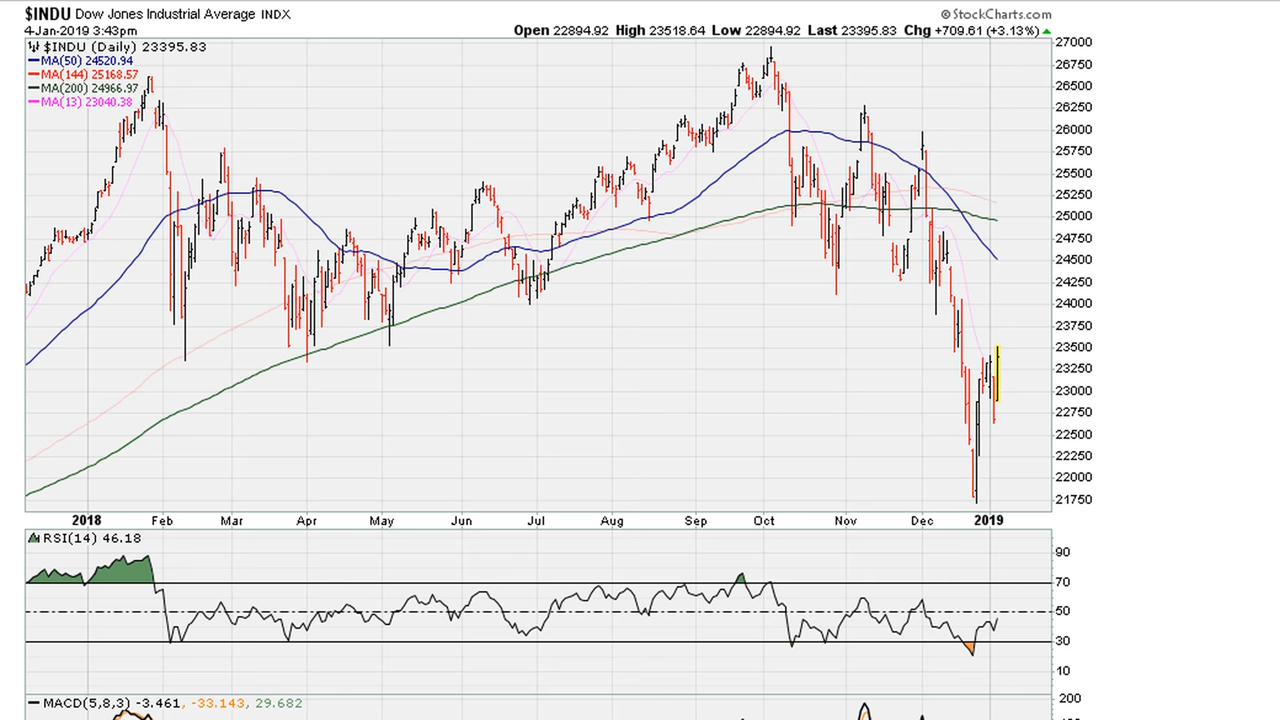 $INDU Dow Jones Industrial Average INDX
© StockCharts.com
4-Jan-2019 3:43pm
Open 22894.92 High 23518.64 Low 22894.92 Last 23395.83 Chg +709.61 (+3.13%)
$INDU (Daily) 23395.83
MA(50) 24520.94
MA(144) 25168.57
MA(200) 24966.97
MA(13) 23040.38
27000
26750
26500
26250
26000
25750
25500
25250
25000
24750
24500
24250
24000
23750
23500
23250
23000
22750
22500
22250
22000
21750
2018 Feb Mar Apr May Jun Jul Aug Sep Oct Nov Dec 2019
RSI(14) 46.18
90
70
50
30
10
MACD(5,8,3) -3.461, -33.143, 29.682
200